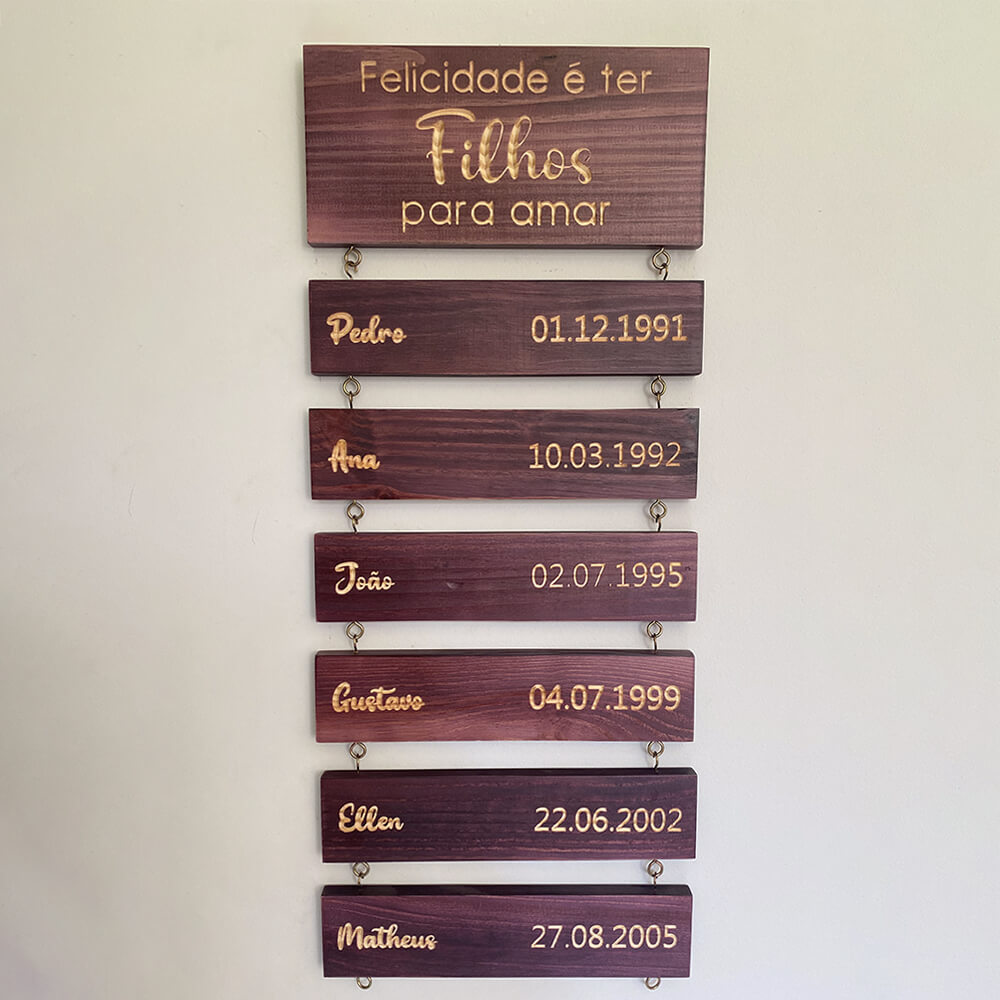 Felicidade é ter
Filhos
para amar
Pedro 01.12.1991
Ana 10.03.1992
João 02.07.1995
Gustavo 04.07.1999
Ellen 22.06.2002
Matheus 27.08.2005